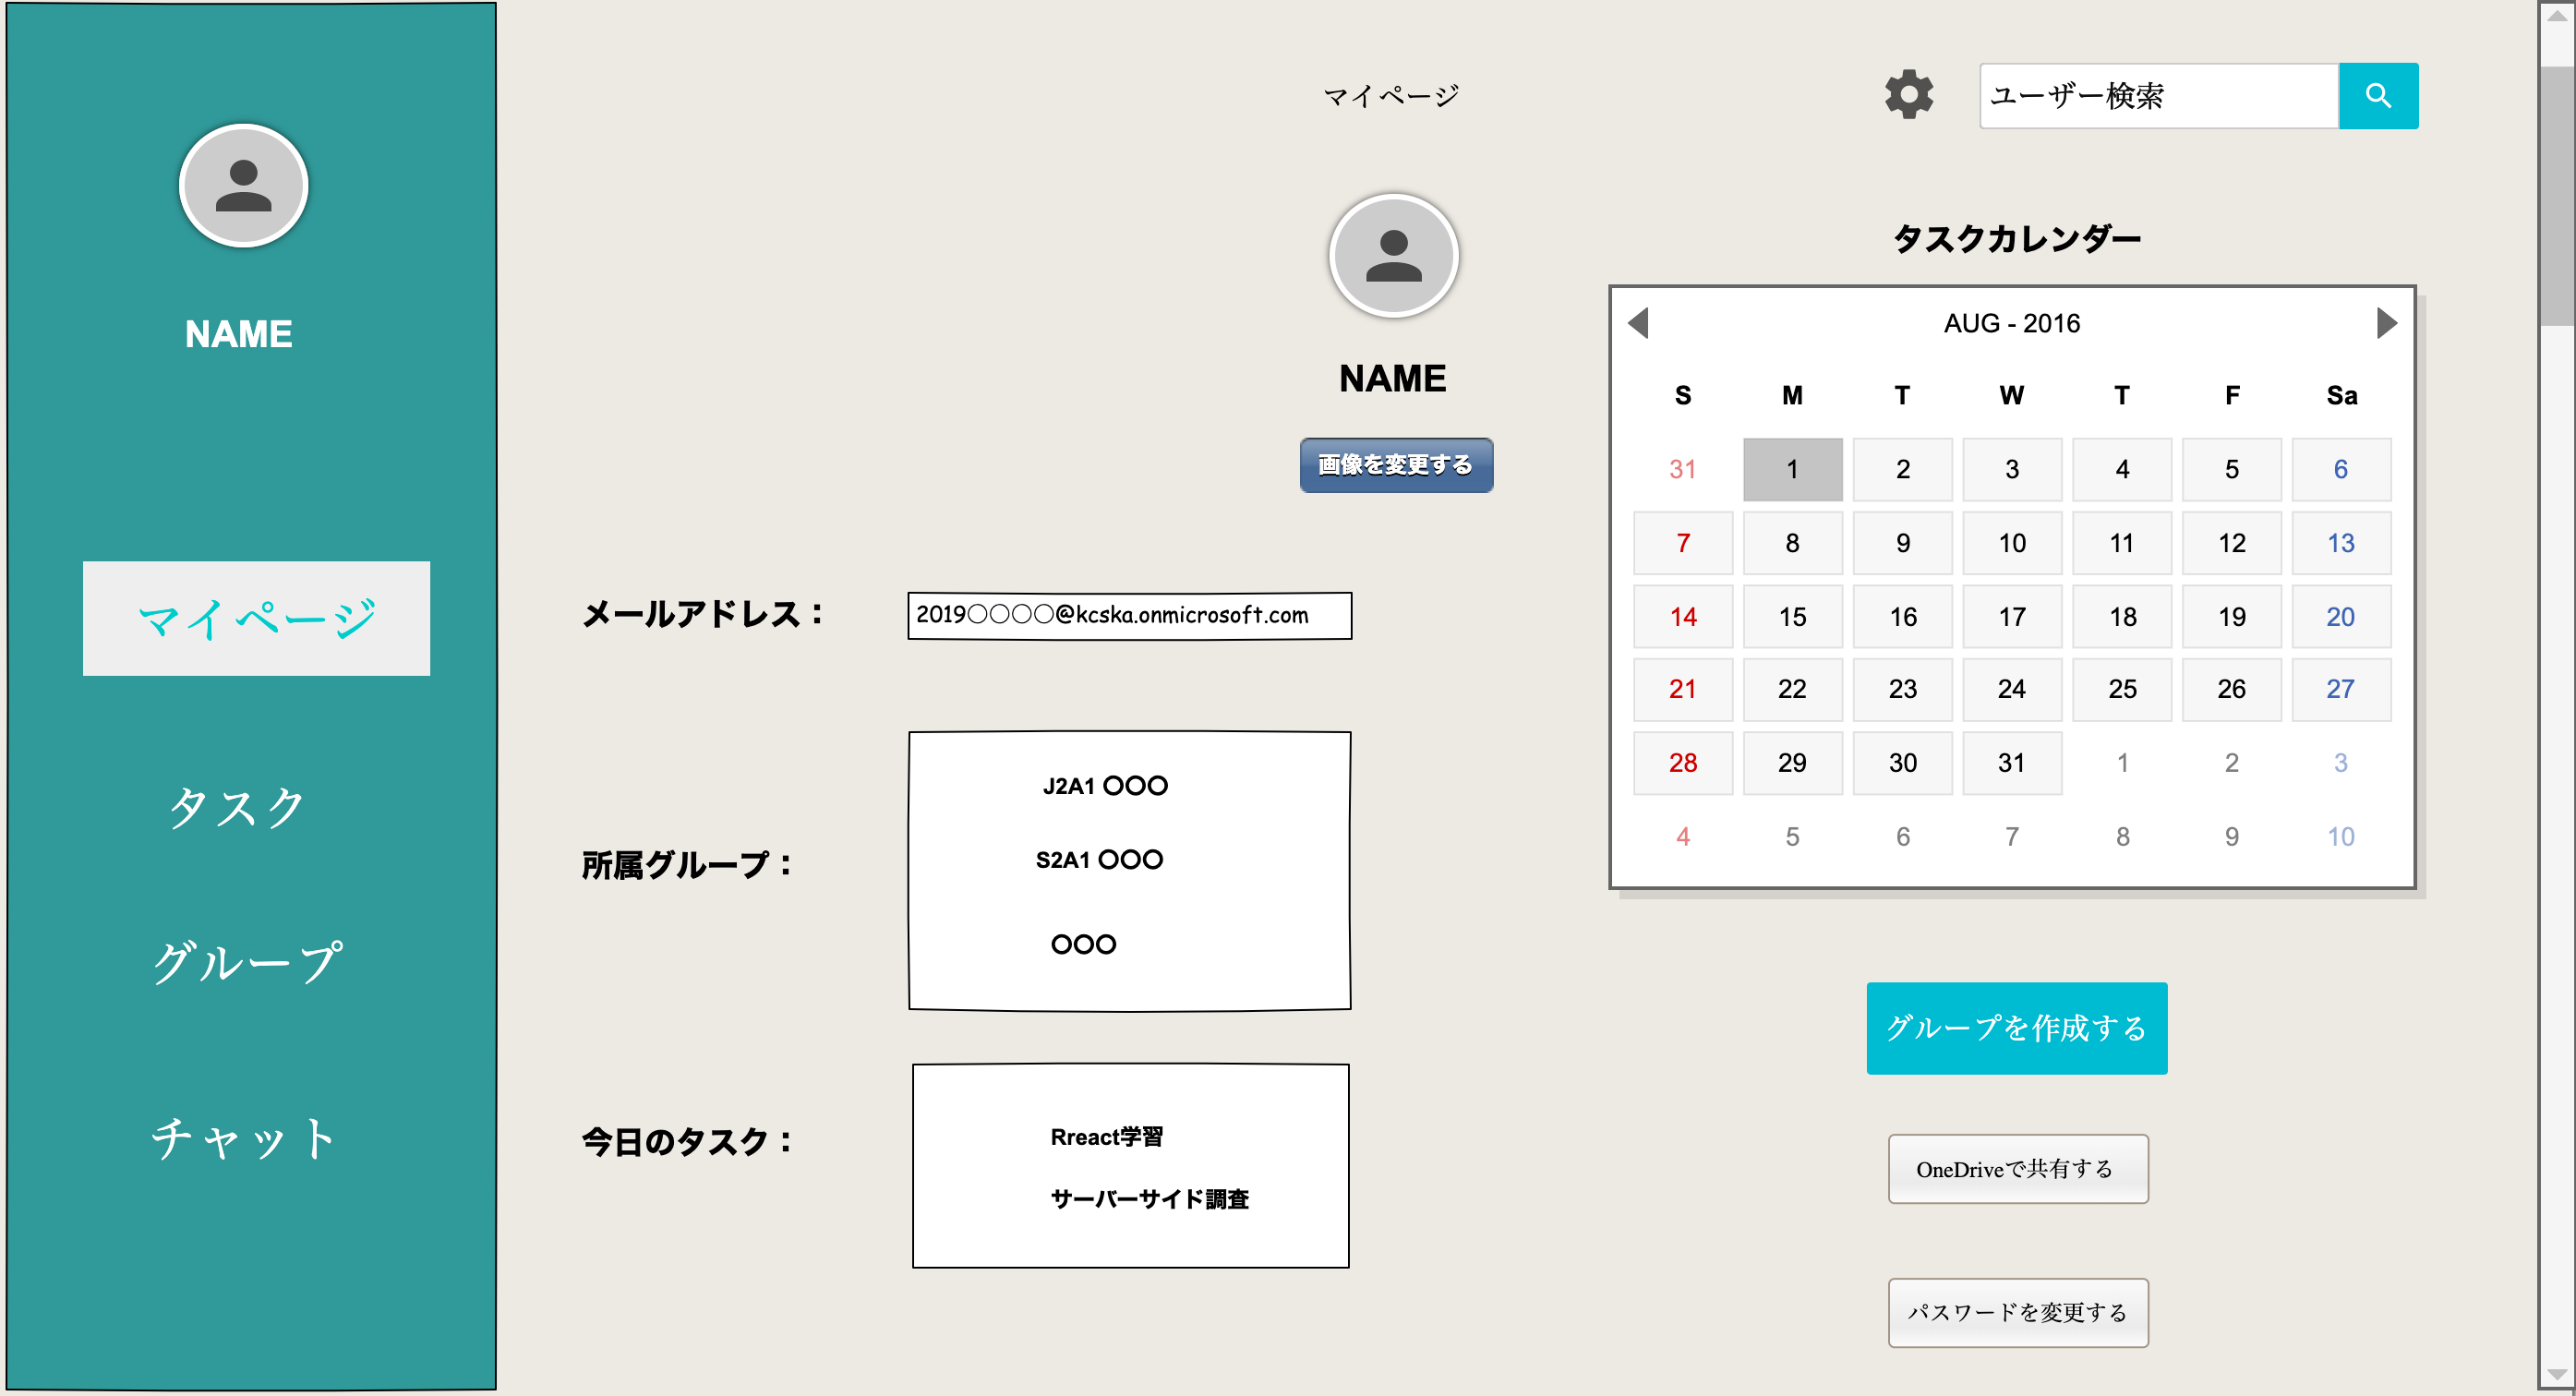 NAME
マイページ
タスク
グループ
チャット
マイページ
ユーザー検索
NAME
画像を変更する
メールアドレス：
2019○○○○@kcska.onmicrosoft.com
所属グループ：
J2A1 〇〇〇
S2A1 〇〇〇
〇〇〇
今日のタスク：
Rreact学習
サーバーサイド調査
タスクカレンダー
AUG - 2016
S M T W T F Sa
31 1 2 3 4 5 6
7 8 9 10 11 12 13
14 15 16 17 18 19 20
21 22 23 24 25 26 27
28 29 30 31 1 2 3
4 5 6 7 8 9 10
グループを作成する
OneDriveで共有する
パスワードを変更する